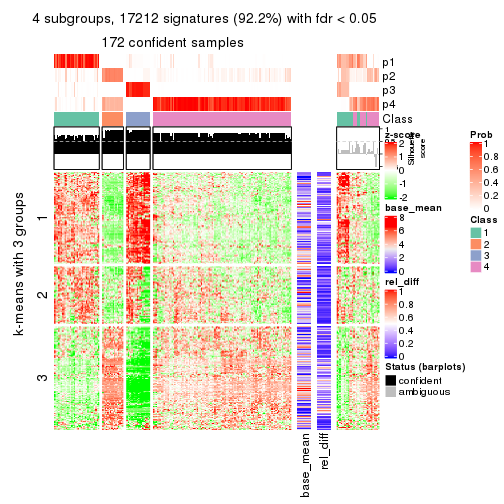 4 subgroups, 17212 signatures (92.2%) with fdr < 0.05
172 confident samples
p1
p2
p3
p4
Class
1
Silhouette
score
k-means with 3 groups
1
2
3
base_mean
rel_diff
z-score
2
1
0
-1
-2
base_mean
8
6
4
2
0
rel_diff
1
0.8
0.6
0.4
0.2
0
Status (barplots)
confident
ambiguous
Prob
1
0.8
0.6
0.4
0.2
0
Class
1
2
3
4